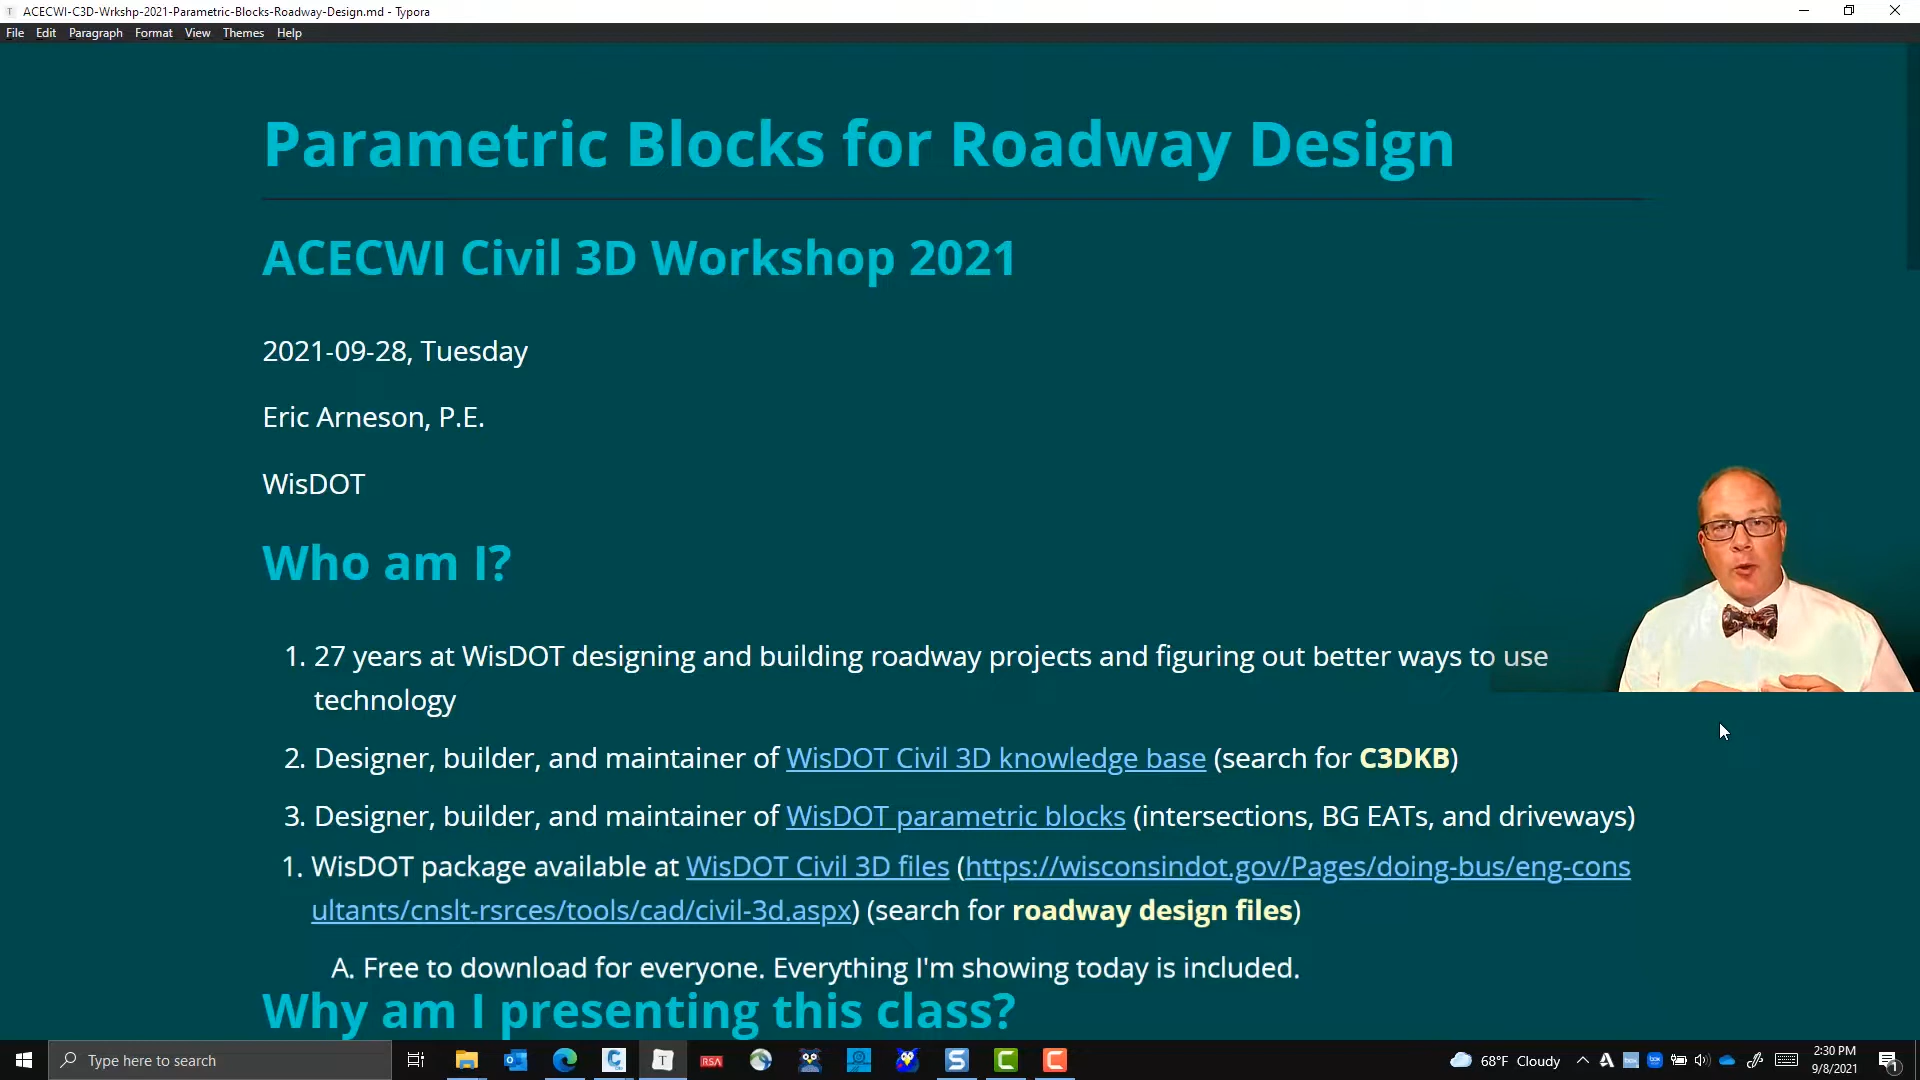 ACECWI-C3D-Wrkshp-2021-Parametric-Blocks-Roadway-Design.md - Typora
File Edit Paragraph Format View Themes Help
Parametric Blocks for Roadway Design
ACECWI Civil 3D Workshop 2021
2021-09-28, Tuesday
Eric Arneson, P.E.
WisDOT
Who am I?
1. 27 years at WisDOT designing and building roadway projects and figuring out better ways to use
technology
2. Designer, builder, and maintainer of WisDOT Civil 3D knowledge base (search for C3DKB)
3. Designer, builder, and maintainer of WisDOT parametric blocks (intersections, BG EATs, and driveways)
1. WisDOT package available at WisDOT Civil 3D files (https://wisconsindot.gov/Pages/doing-bus/eng-cons
ultants/cnslt-rsrces/tools/cad/civil-3d.aspx) (search for roadway design files)
A. Free to download for everyone. Everything I'm showing today is included.
Why am I presenting this class?
Type here to search
RSA
68°F Cloudy
2:30 PM
9/8/2021